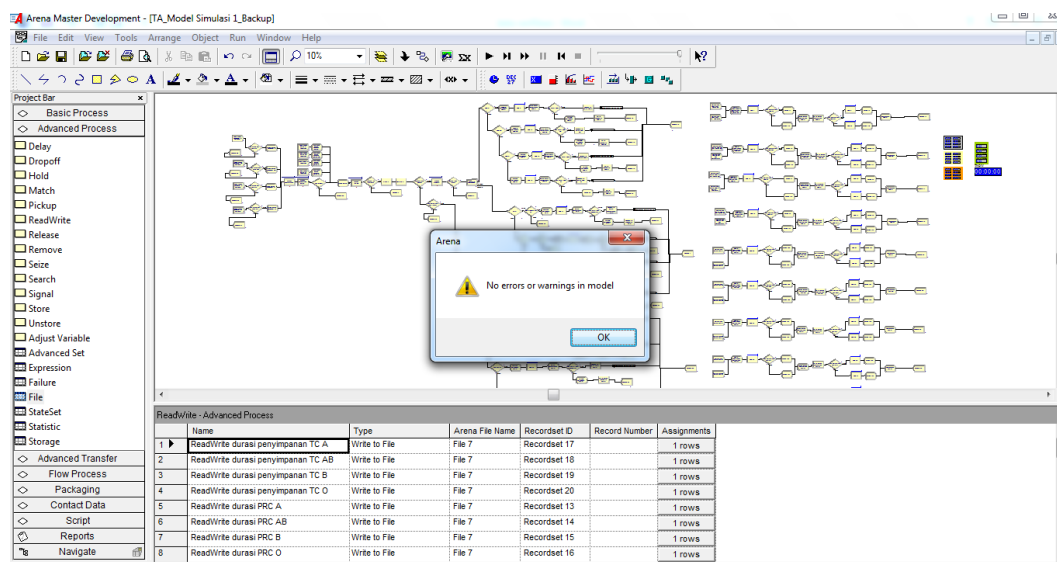 Arena Master Development - [TA_Model Simulasi 1_Backup]
File Edit View Tools Arrange Object Run Window Help
10%
A
Project Bar
Basic Process
Advanced Process
Delay
Dropoff
Hold
Match
Pickup
ReadWrite
Release
Remove
Seize
Search
Signal
Store
Unstore
Adjust Variable
Advanced Set
Expression
Failure
File
StateSet
Statistic
Storage
Advanced Transfer
Flow Process
Packaging
Contact Data
Script
Reports
Navigate
00:00:00
Arena
No errors or warnings in model
OK
ReadWrite - Advanced Process
Name Type Arena File Name Recordset ID Record Number Assignments
1 ReadWrite durasi penyimpanan TC A Write to File File 7 Recordset 17 1 rows
2 ReadWrite durasi penyimpanan TC AB Write to File File 7 Recordset 18 1 rows
3 ReadWrite durasi penyimpanan TC B Write to File File 7 Recordset 19 1 rows
4 ReadWrite durasi penyimpanan TC O Write to File File 7 Recordset 20 1 rows
5 ReadWrite durasi PRC A Write to File File 7 Recordset 13 1 rows
6 ReadWrite durasi PRC AB Write to File File 7 Recordset 14 1 rows
7 ReadWrite durasi PRC B Write to File File 7 Recordset 15 1 rows
8 ReadWrite durasi PRC O Write to File File 7 Recordset 16 1 rows